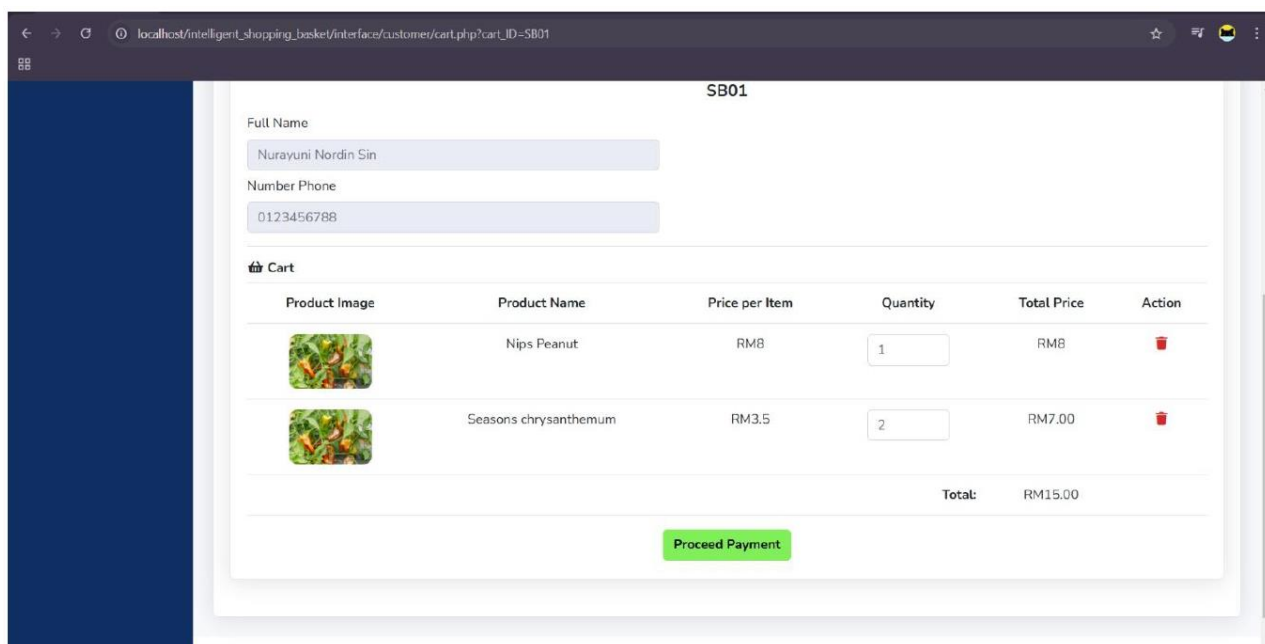 localhost/intelligent_shopping_basket/interface/customer/cart.php?cart_ID=SB01
SB01
Full Name
Nurayuni Nordin Sin
Number Phone
0123456788
Cart
Product Image Product Name Price per Item Quantity Total Price Action
Nips Peanut RM8 1 RM8
Seasons chrysanthemum RM3.5 2 RM7.00
Total: RM15.00
Proceed Payment